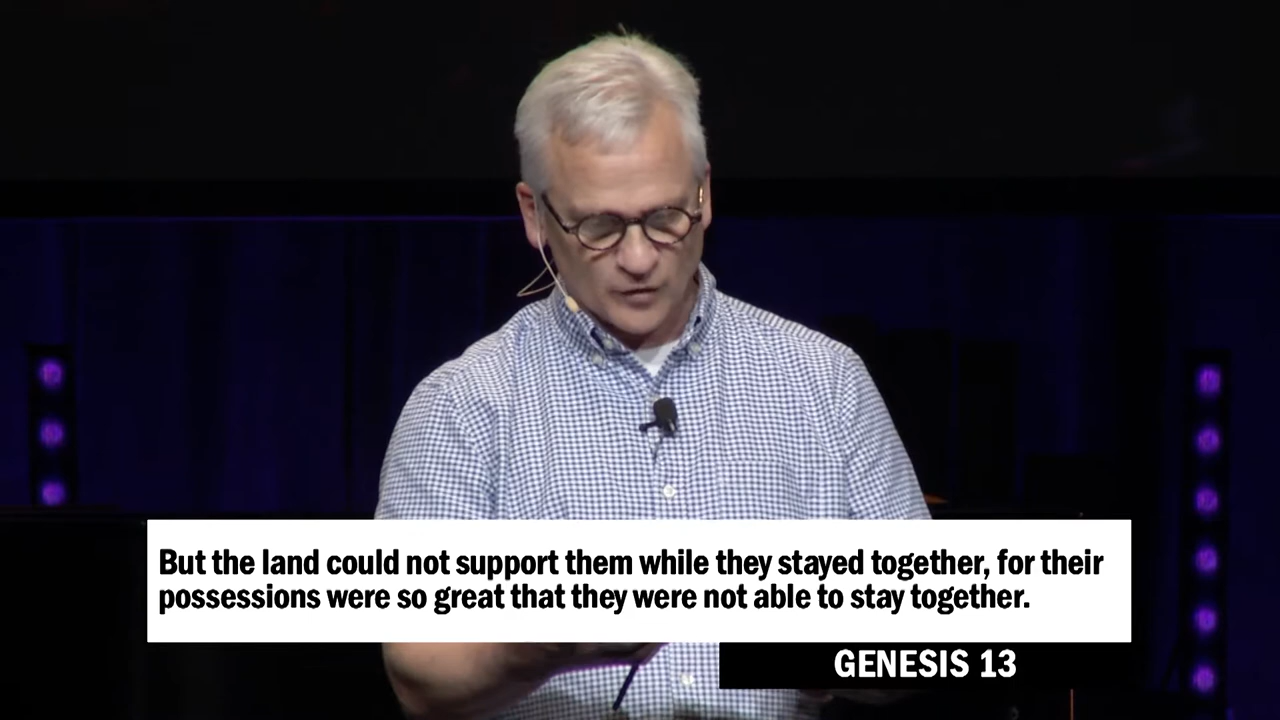 But the land could not support them while they stayed together, for their
possessions were so great that they were not able to stay together.
GENESIS 13